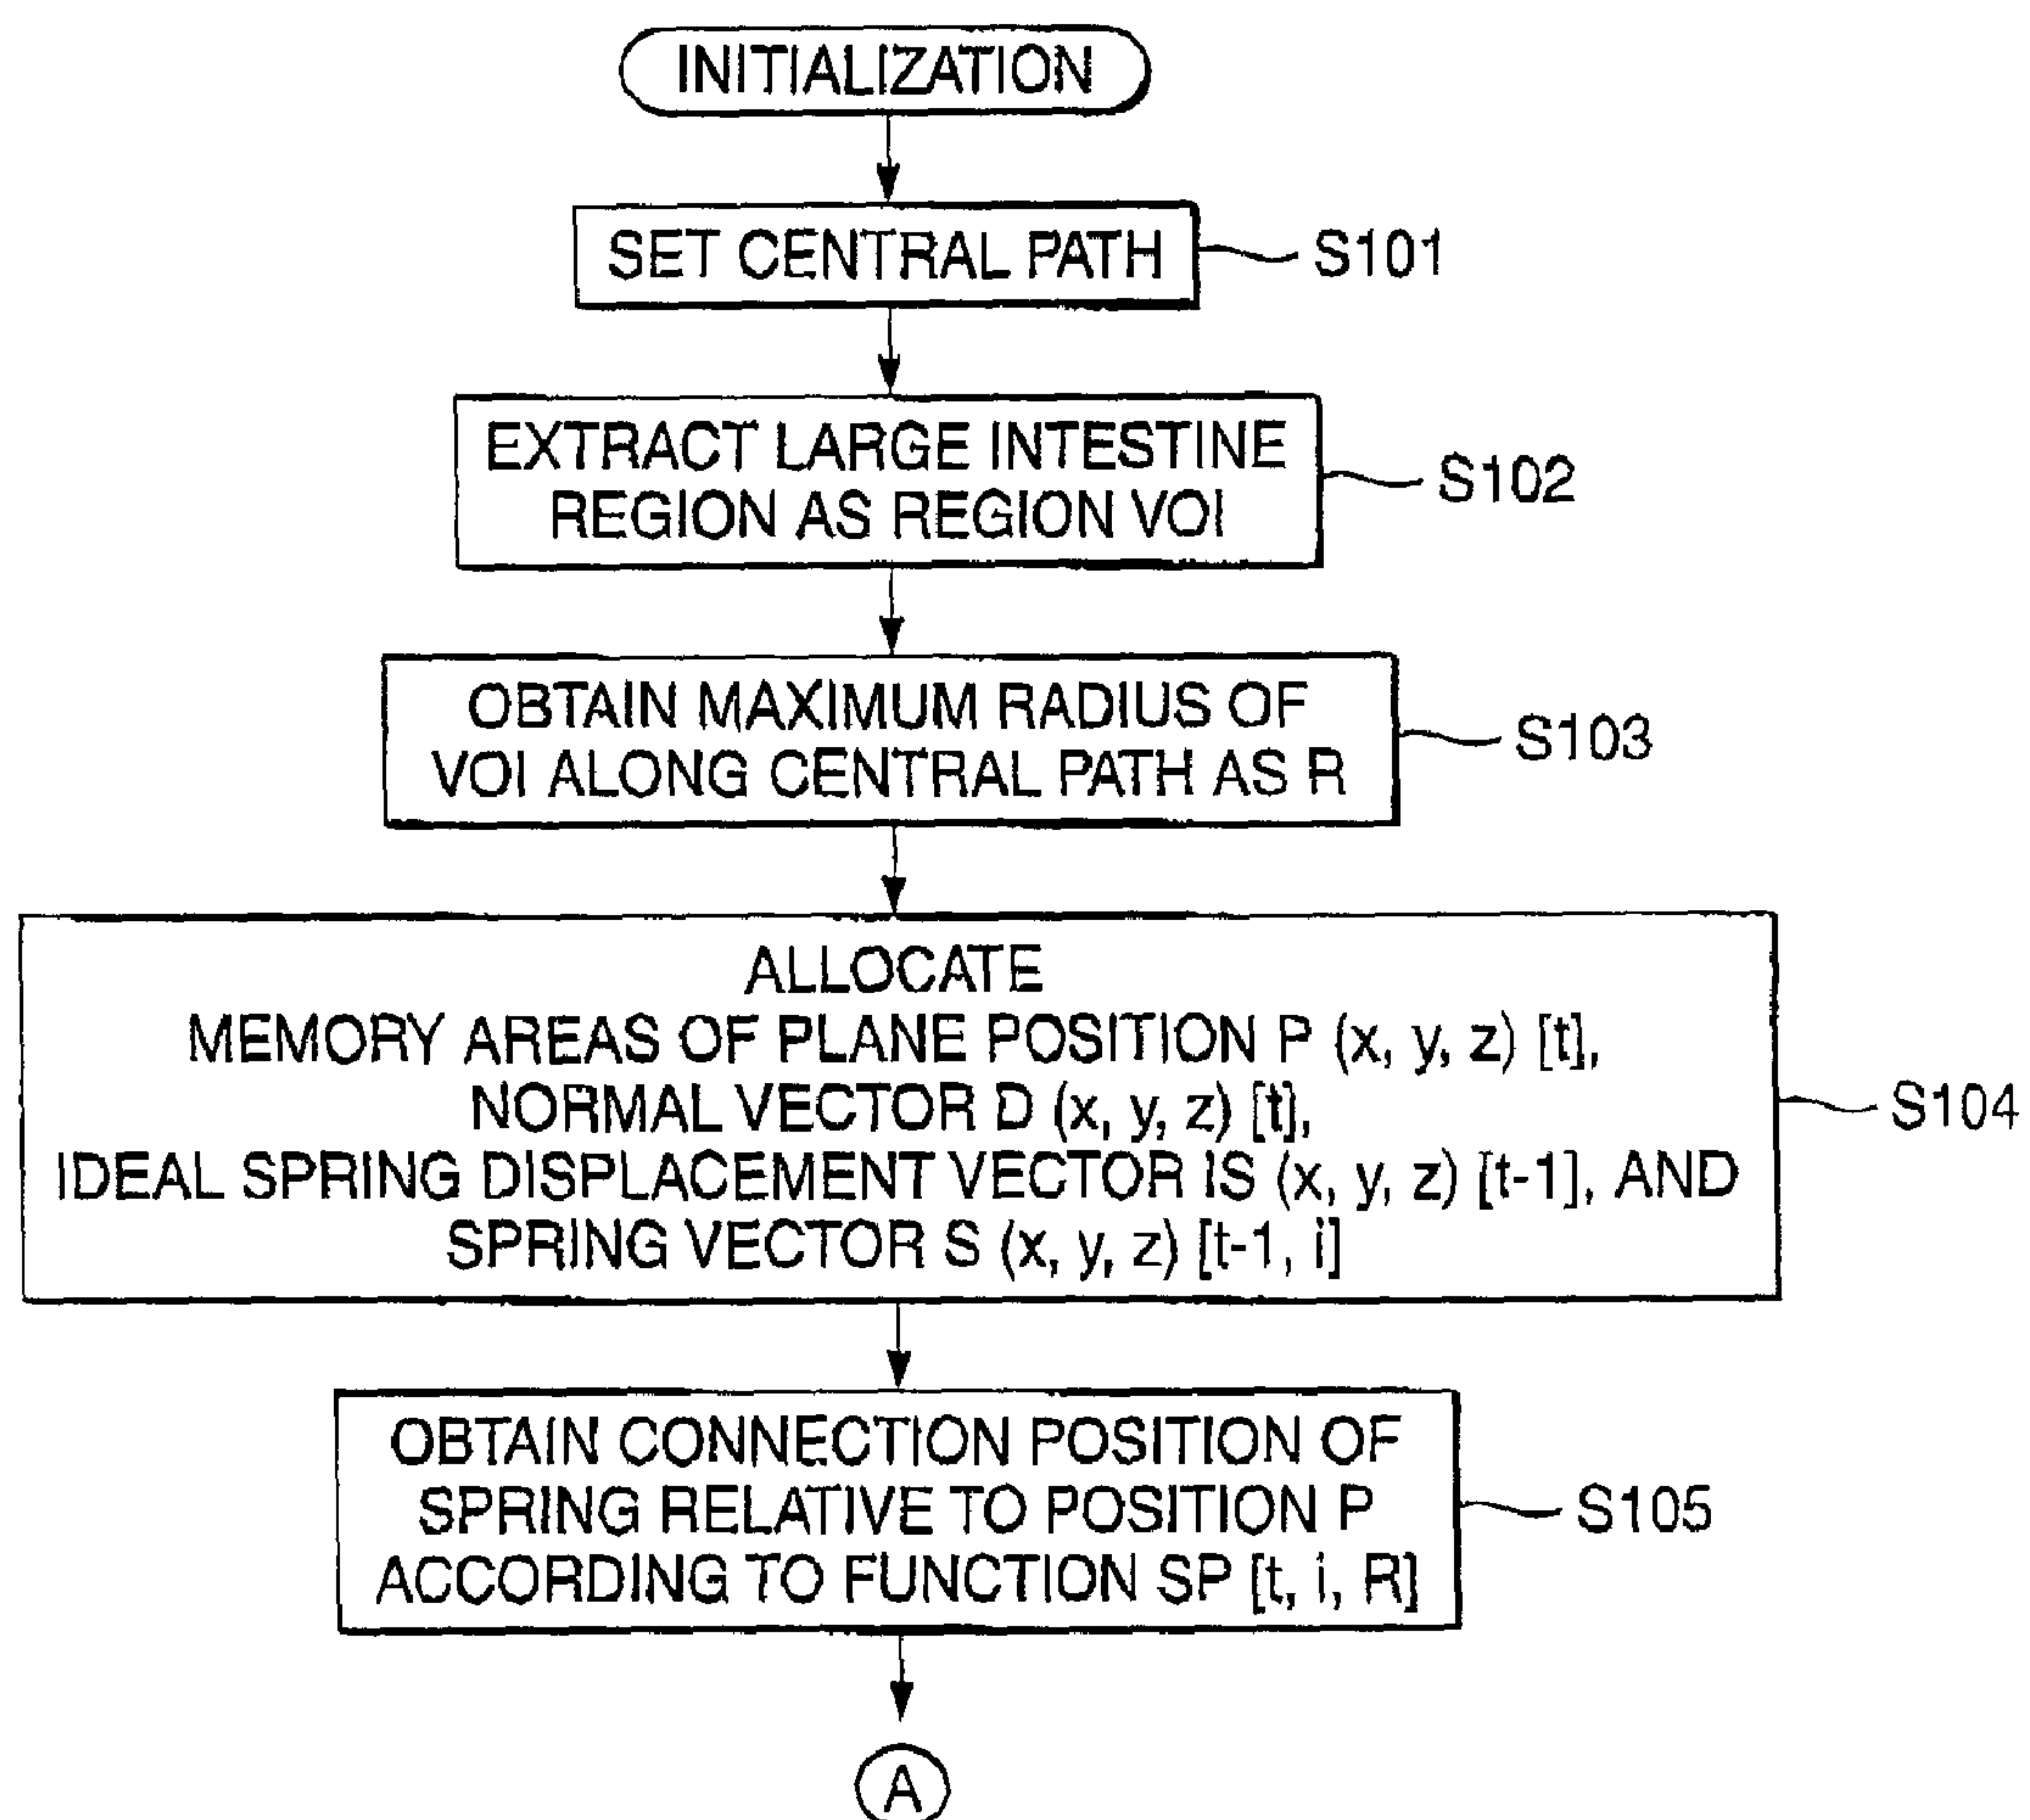 INITIALIZATION
SET CENTRAL PATH
S101
EXTRACT LARGE INTESTINE
REGION AS REGION VOI
S102
OBTAIN MAXIMUM RADIUS OF
VOI ALONG CENTRAL PATH AS R
S103
ALLOCATE
MEMORY AREAS OF PLANE POSITION P (x, y, z) [t],
NORMAL VECTOR D (x, y, z) [t],
IDEAL SPRING DISPLACEMENT VECTOR IS (x, y, z) [t-1], AND
SPRING VECTOR S (x, y, z) [t-1, i]
S104
OBTAIN CONNECTION POSITION OF
SPRING RELATIVE TO POSITION P
ACCORDING TO FUNCTION SP [t, i, R]
S105
A